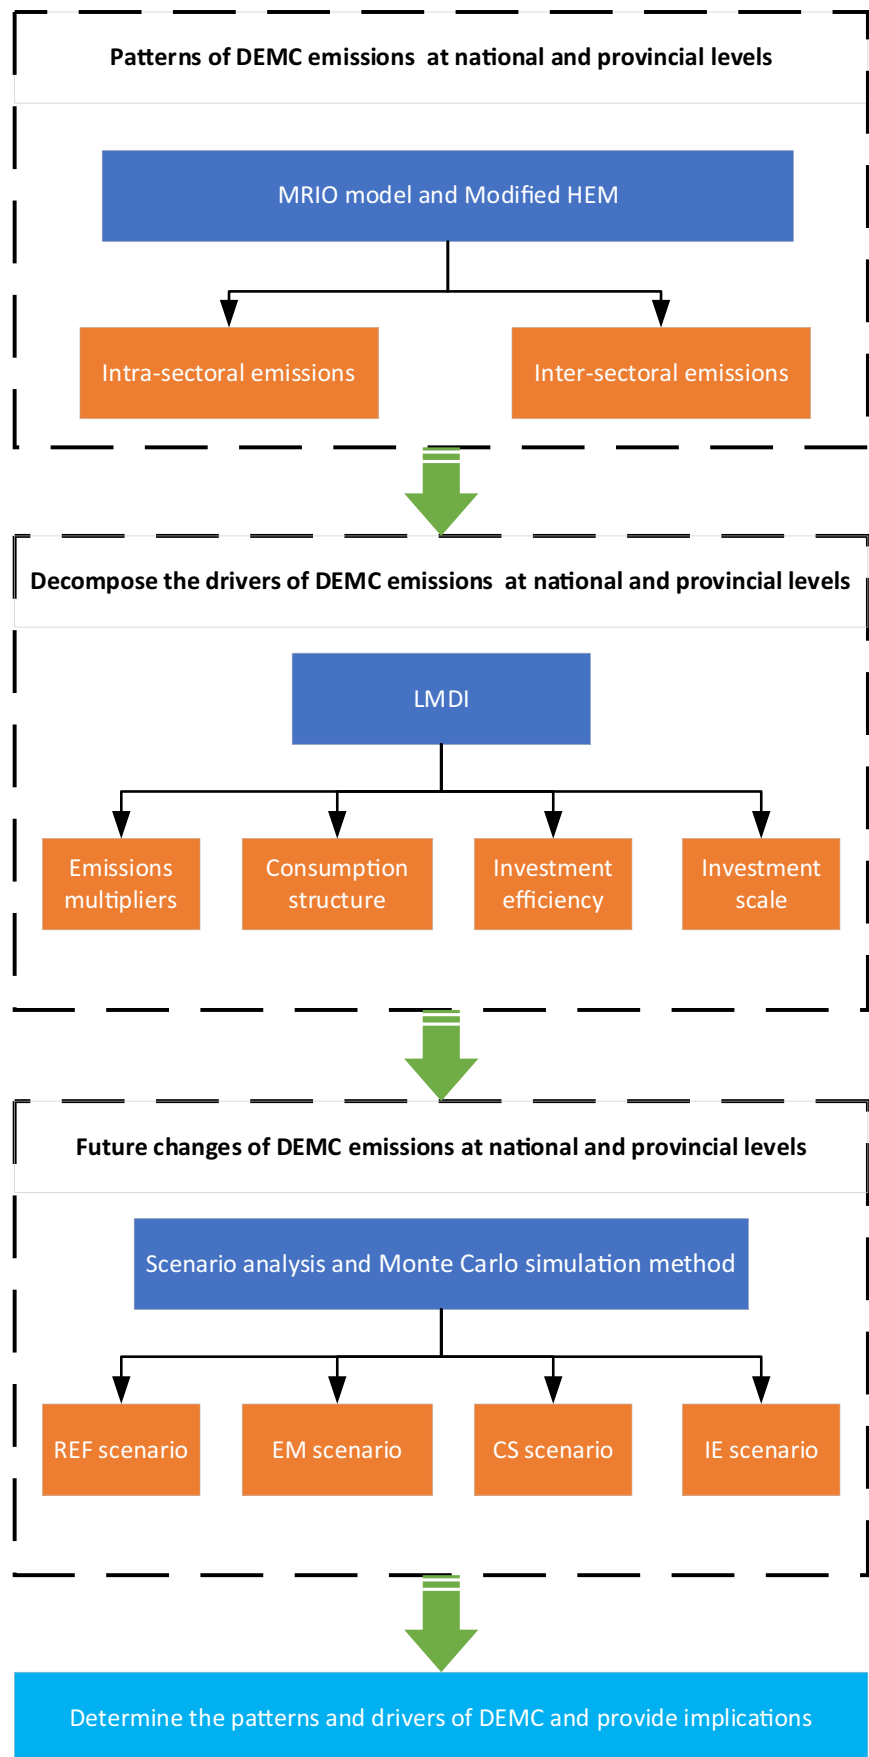 Patterns of DEMC emissions at national and provincial levels
MRIO model and Modified HEM
Intra-sectoral emissions
Inter-sectoral emissions
Decompose the drivers of DEMC emissions at national and provincial levels
LMDI
Emissions
multipliers
Consumption
structure
Investment
efficiency
Investment
scale
Future changes of DEMC emissions at national and provincial levels
Scenario analysis and Monte Carlo simulation method
REF scenario
EM scenario
CS scenario
IE scenario
Determine the patterns and drivers of DEMC and provide implications